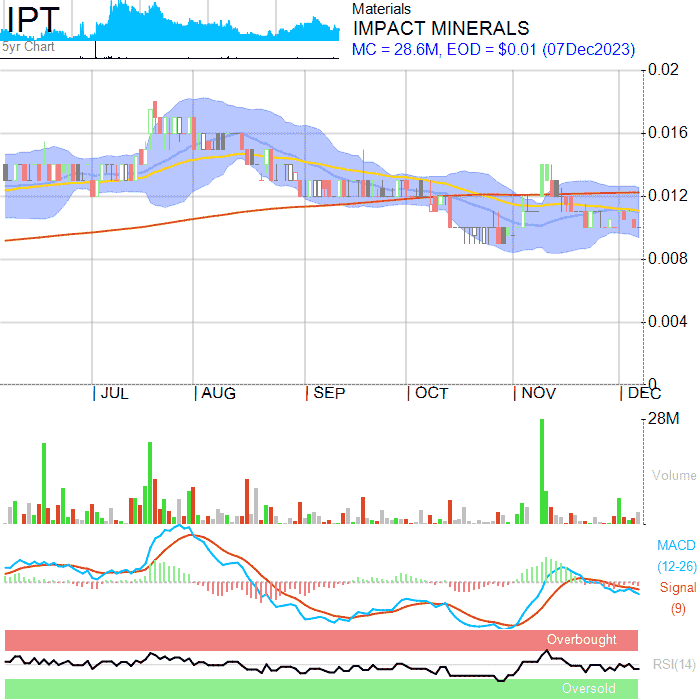 IPT
5yr Chart
Materials
IMPACT MINERALS
MC = 28.6M, EOD = $0.01 (07Dec2023)
0.02
0.016
0.012
0.008
0.004
0
JUL AUG SEP OCT NOV DEC
28M
Volume
MACD
(12-26)
Signal
(9)
Overbought
RSI(14)
Oversold